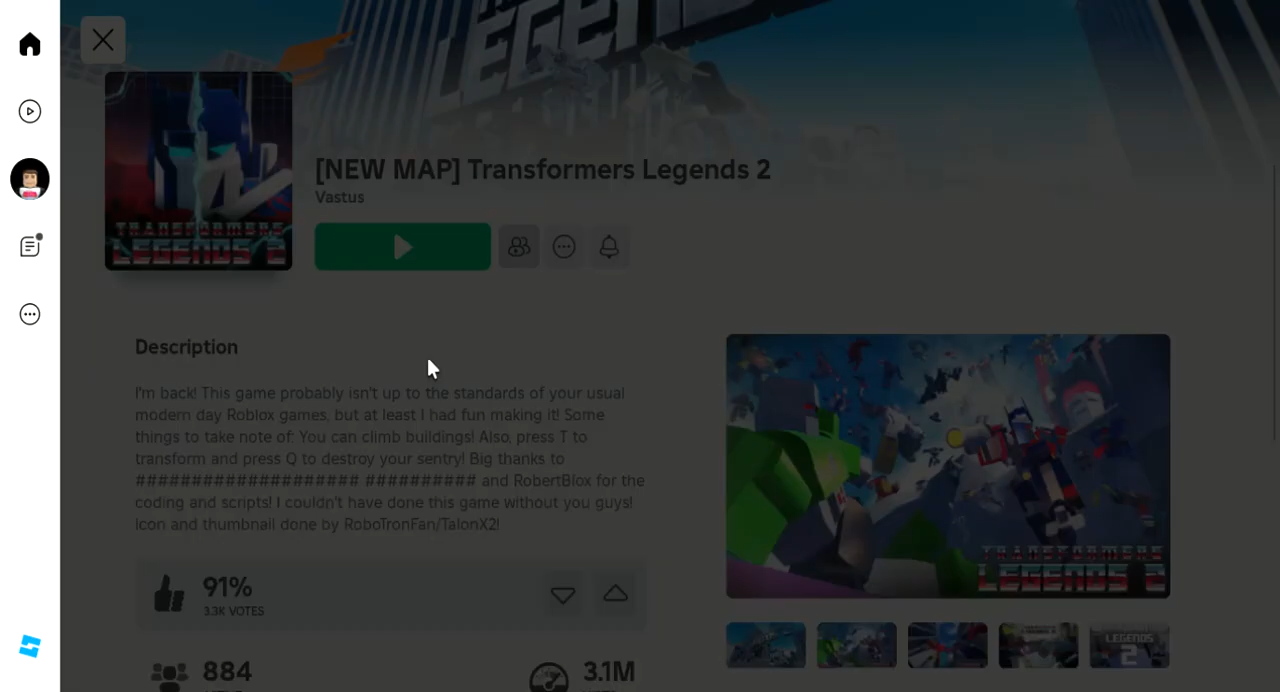 LEGENDS
TRANSFORMERS
LEGENDS 2
[NEW MAP] Transformers Legends 2
Vastus
Description
I'm back! This game probably isn't up to the standards of your usual
modern day Roblox games, but at least I had fun making it! Some
things to take note of: You can climb buildings! Also, press T to
transform and press Q to destroy your sentry! Big thanks to
#################### ########## and RobertBlox for the
coding and scripts! I couldn't have done this game without you guys!
Icon and thumbnail done by RoboTronFan/TalonX2!
TRANSFORMERS
LEGENDS 2
91%
3.3K VOTES
LEGENDS
2
884
3.1M